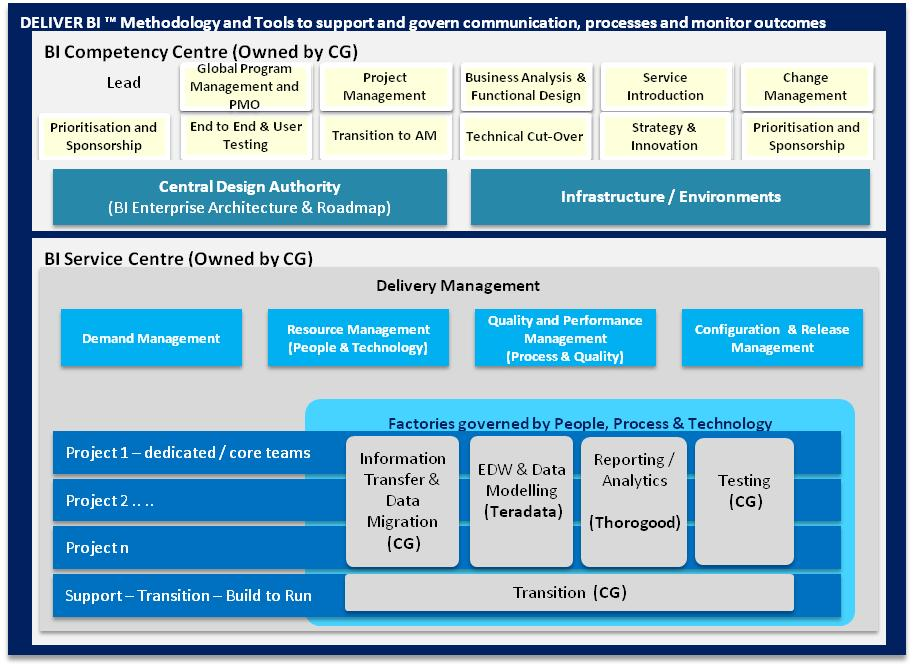 DELIVER BI ™ Methodology and Tools to support and govern communication, processes and monitor outcomes
BI Competency Centre (Owned by CG)
Lead
Global Program
Management and
PMO
Project
Management
Business Analysis &
Functional Design
Service
Introduction
Change
Management
Prioritisation and
Sponsorship
End to End & User
Testing
Transition to AM
Technical Cut-Over
Strategy &
Innovation
Prioritisation and
Sponsorship
Central Design Authority
(BI Enterprise Architecture & Roadmap)
Infrastructure / Environments
BI Service Centre (Owned by CG)
Delivery Management
Demand Management
Resource Management
(People & Technology)
Quality and Performance
Management
(Process & Quality)
Configuration & Release
Management
Factories governed by People, Process & Technology
Project 1 – dedicated / core teams
Project 2 . . . .
Project n
Support – Transition – Build to Run
Information
Transfer &
Data
Migration
(CG)
EDW & Data
Modelling
(Teradata)
Reporting /
Analytics
(Thorogood)
Testing
(CG)
Transition (CG)